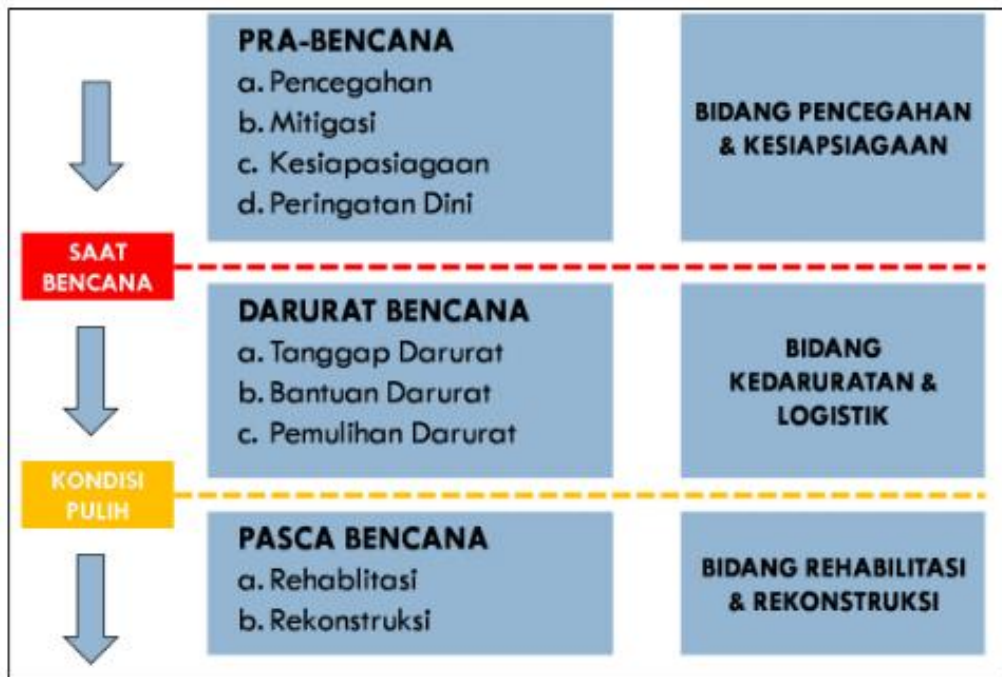 PRA-BENCANA
a. Pencegahan
b. Mitigasi
c. Kesiapasiagaan
d. Peringatan Dini
BIDANG PENCEGAHAN
& KESIAPSIAGAAN
SAAT
BENCANA
DARURAT BENCANA
a. Tanggap Darurat
b. Bantuan Darurat
c. Pemulihan Darurat
BIDANG
KEDARURATAN &
LOGISTIK
KONDISI
PULIH
PASCA BENCANA
a. Rehablitasi
b. Rekonstruksi
BIDANG REHABILITASI
& REKONSTRUKSI